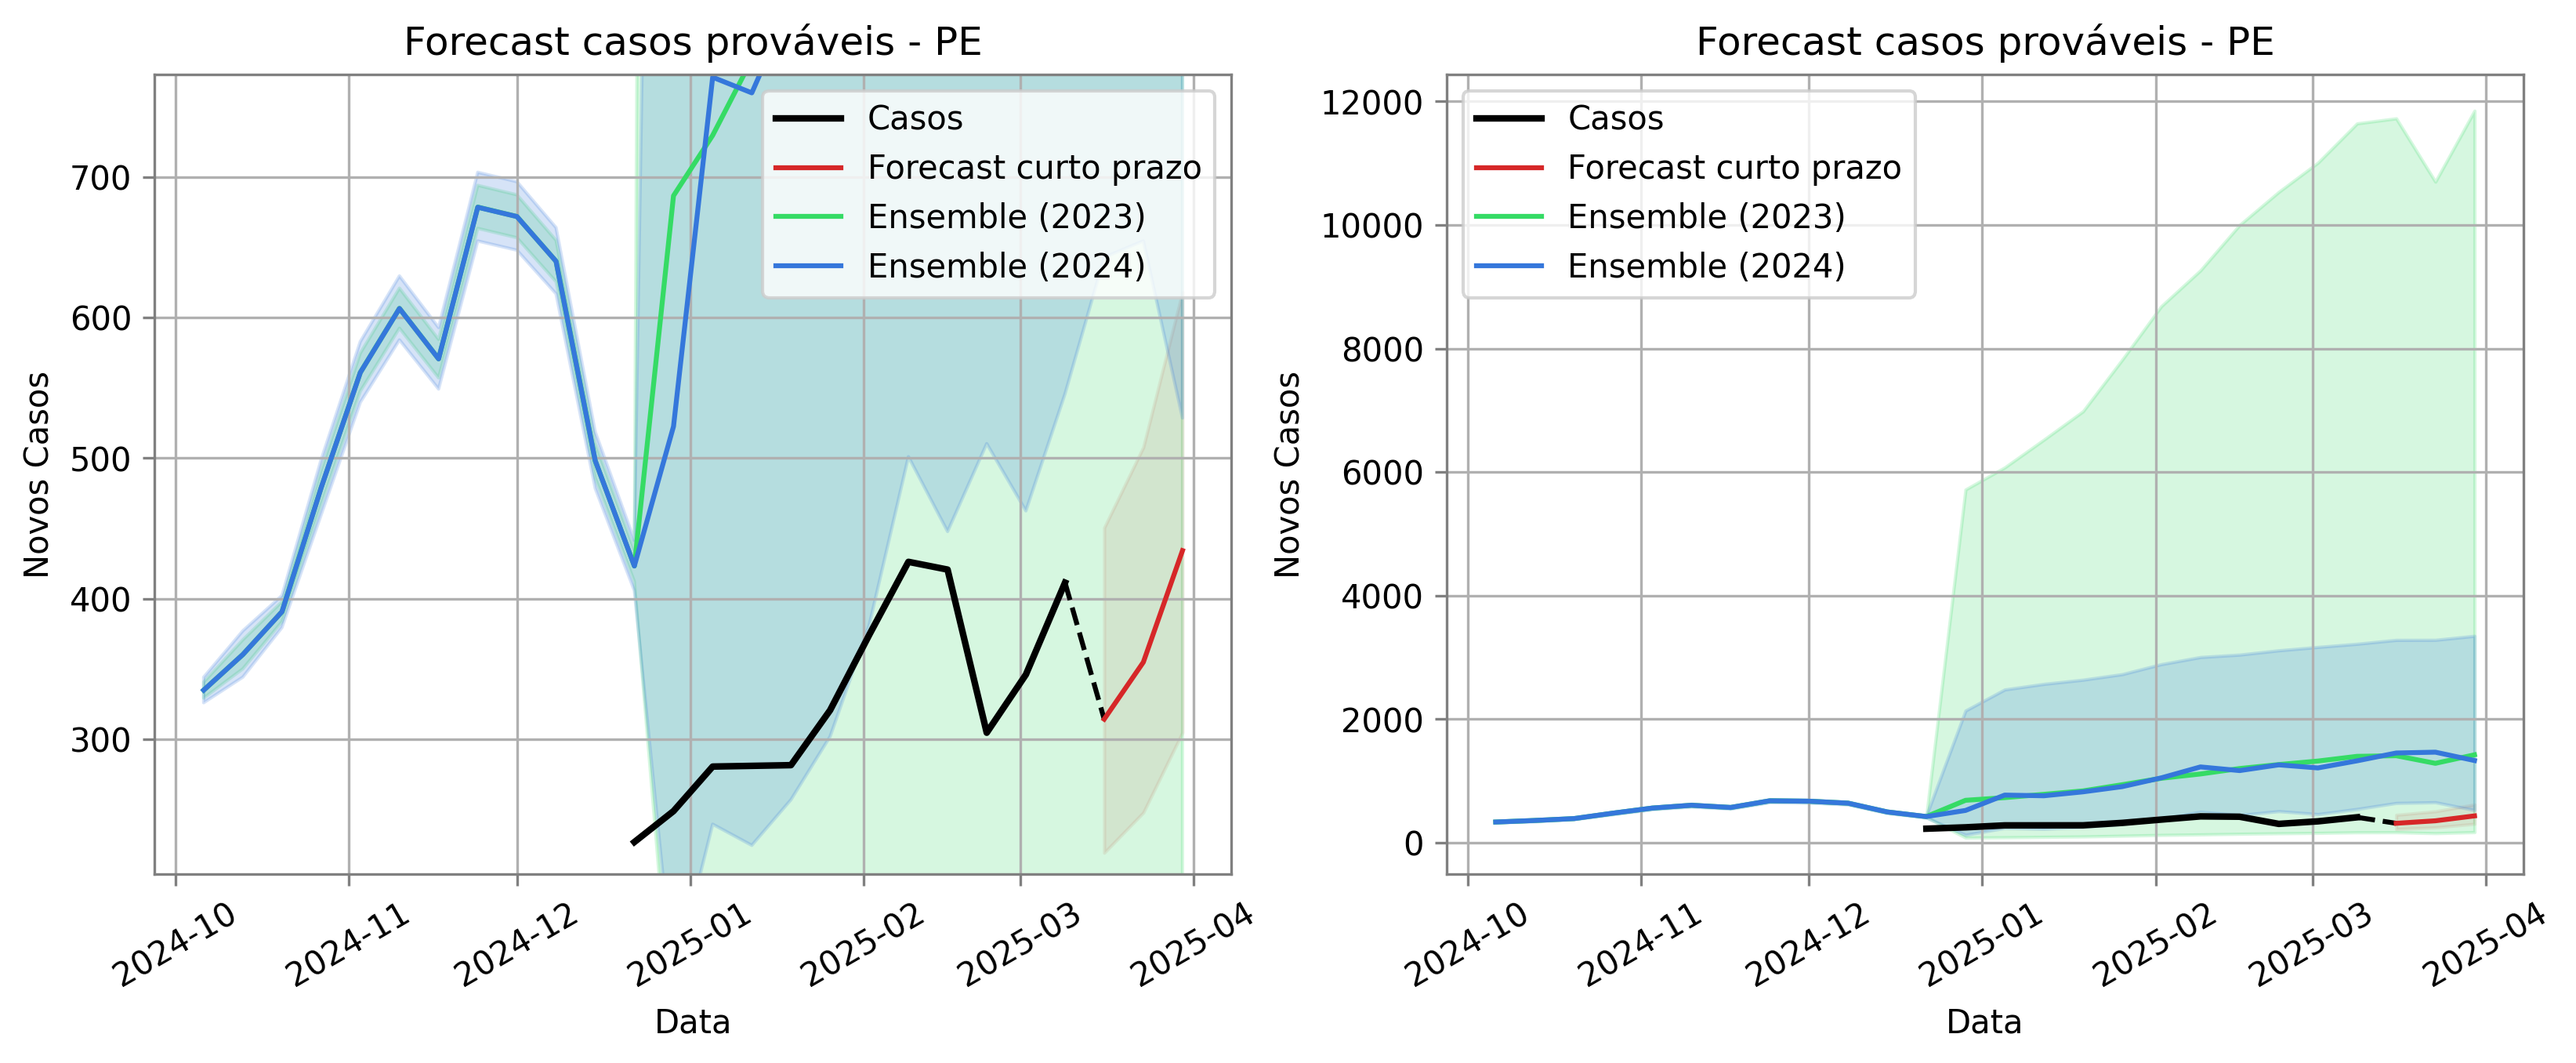 Forecast casos prováveis - PE
Novos Casos
700
600
500
400
300
Casos
Forecast curto prazo
Ensemble (2023)
Ensemble (2024)
2024-10
2024-11
2024-12
2025-01
2025-02
2025-03
2025-04
Data
Forecast casos prováveis - PE
Novos Casos
12000
10000
8000
6000
4000
2000
0
Casos
Forecast curto prazo
Ensemble (2023)
Ensemble (2024)
2024-10
2024-11
2024-12
2025-01
2025-02
2025-03
2025-04
Data